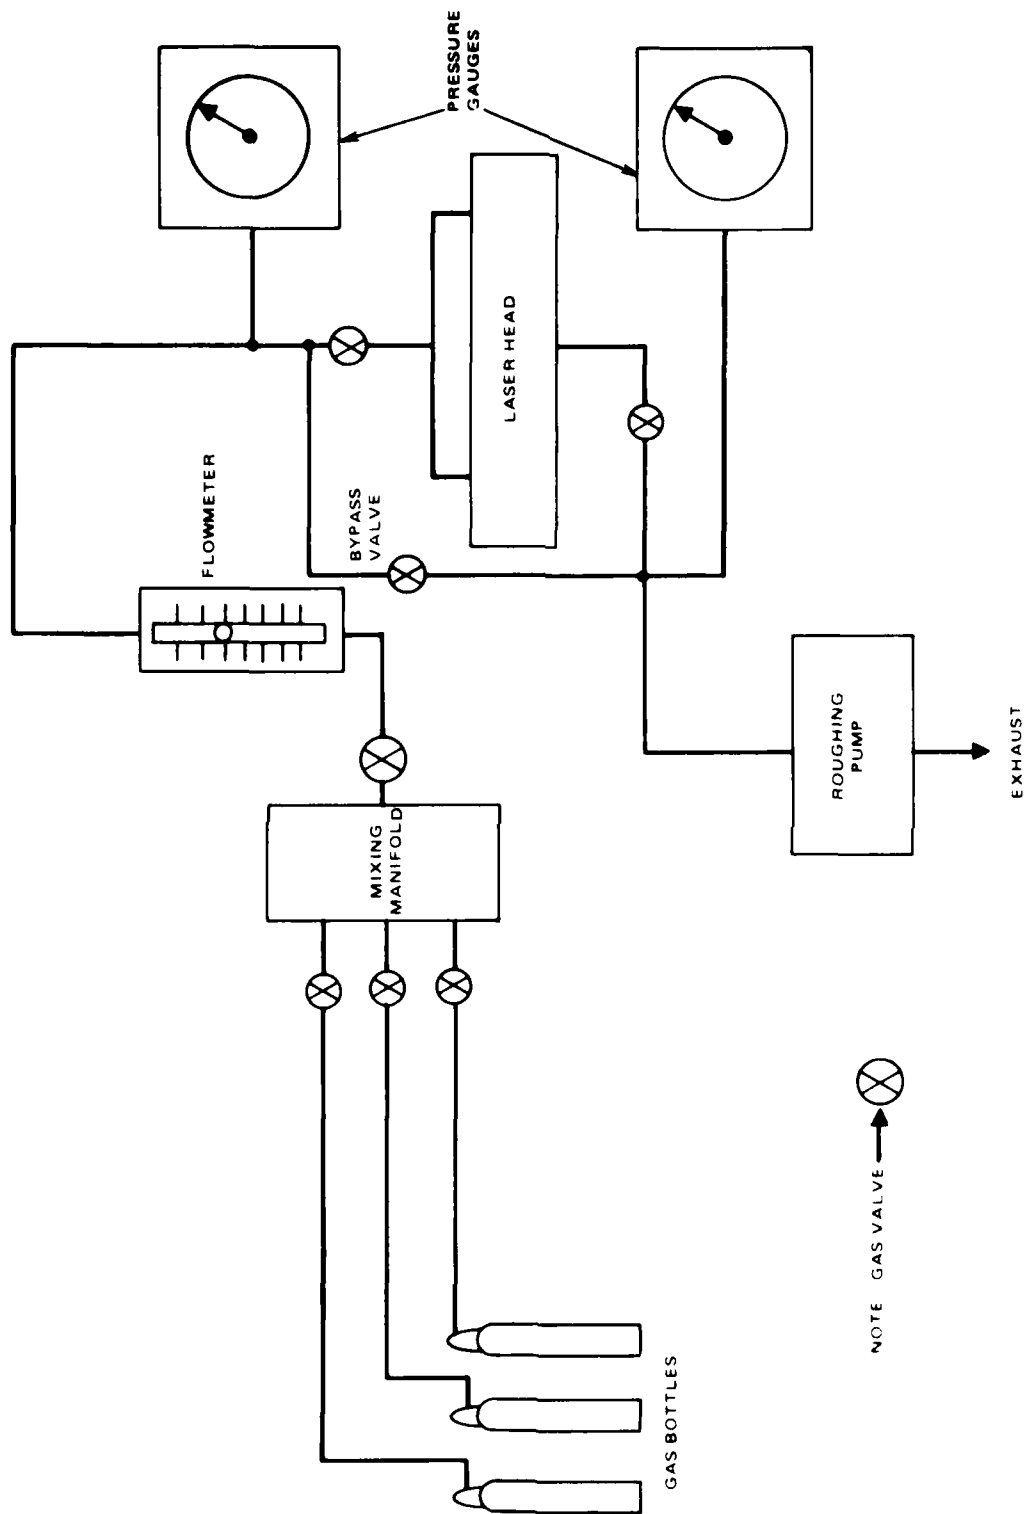 PRESSURE
GAUGES
FLOWMETER
BYPASS
VALVE
LASER HEAD
MIXING
MANIFOLD
ROUGHING
PUMP
EXHAUST
GAS BOTTLES
NOTE GAS VALVE